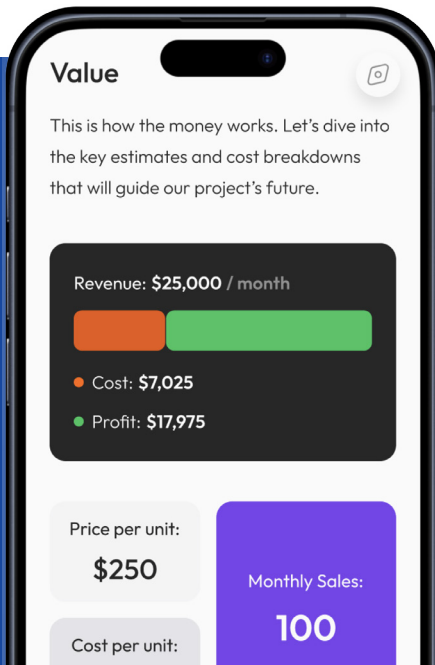 Value
This is how the money works. Let’s dive into
the key estimates and cost breakdowns
that will guide our project’s future.
Revenue: $25,000 / month
Cost: $7,025
Profit: $17,975
Price per unit:
$250
Monthly Sales:
100
Cost per unit: